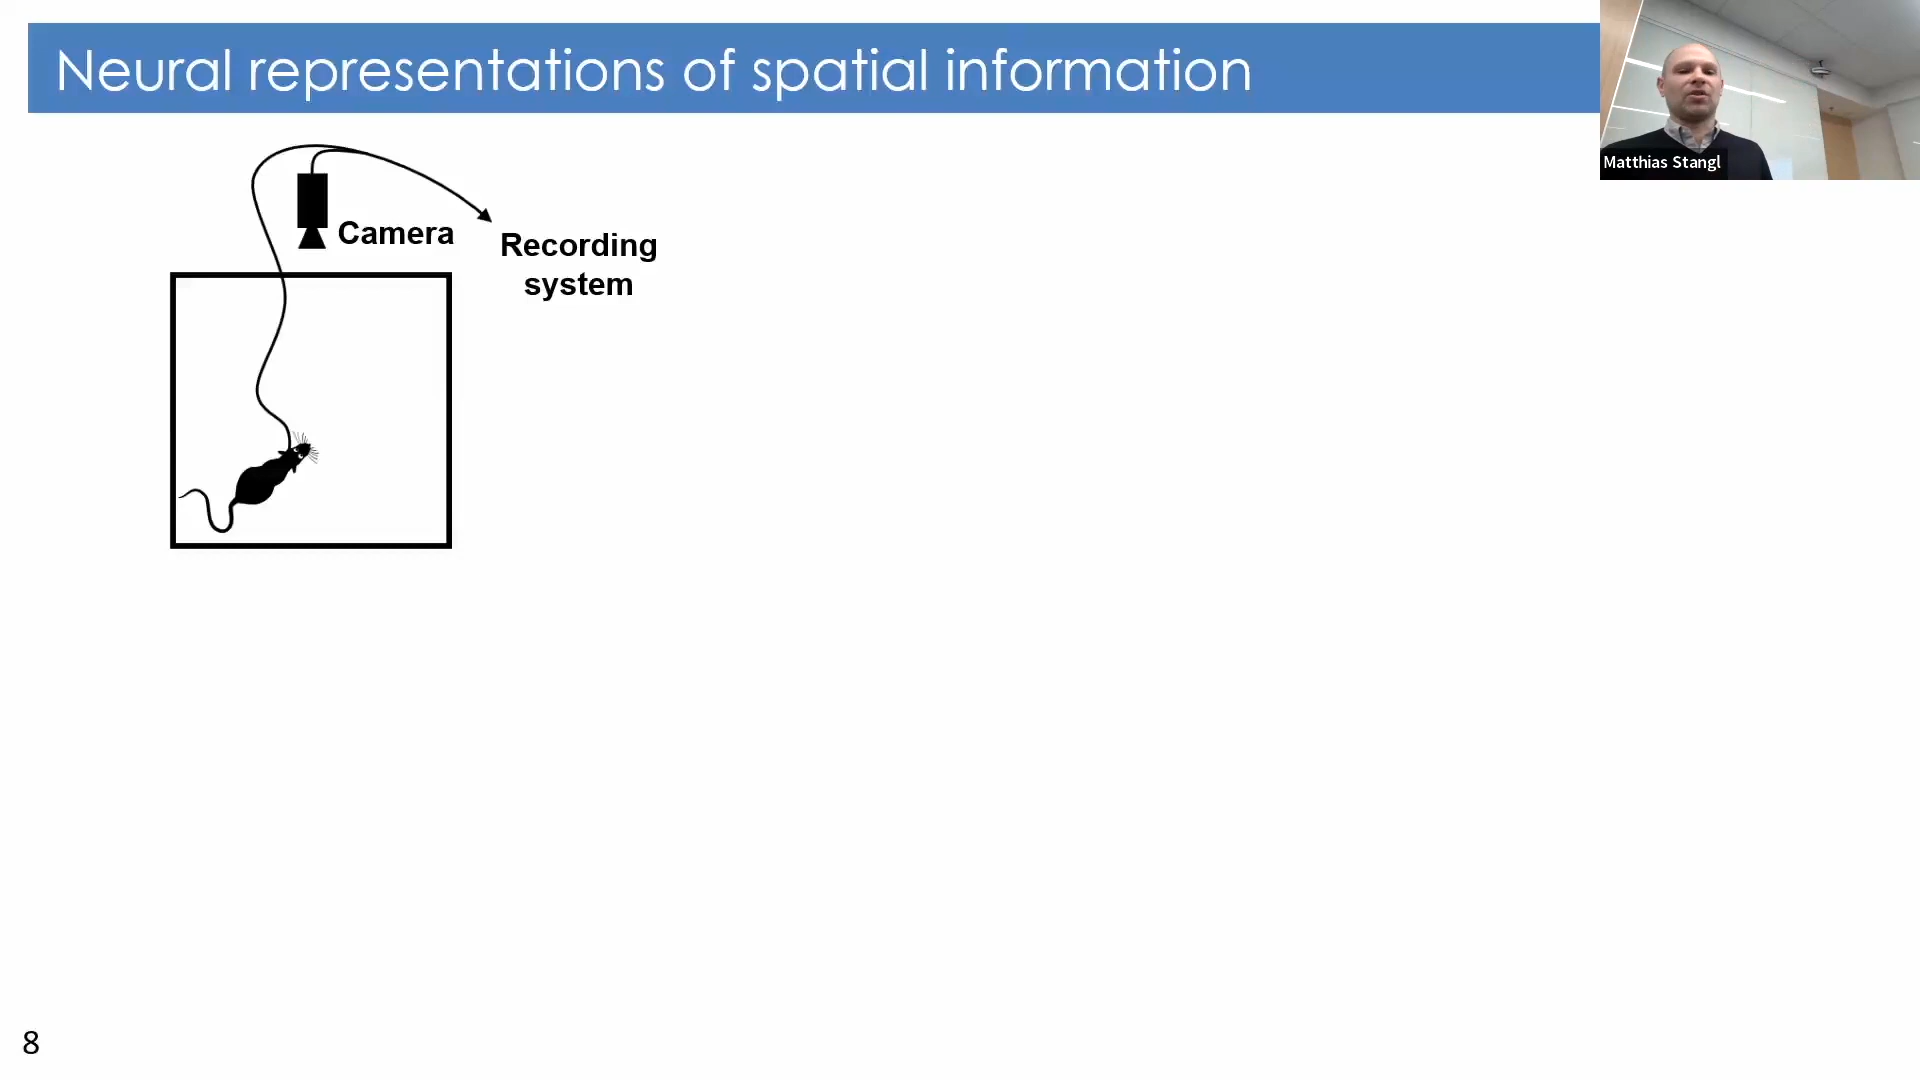 Neural representations of spatial information
Matthias Stangl
Camera
Recording
system
8